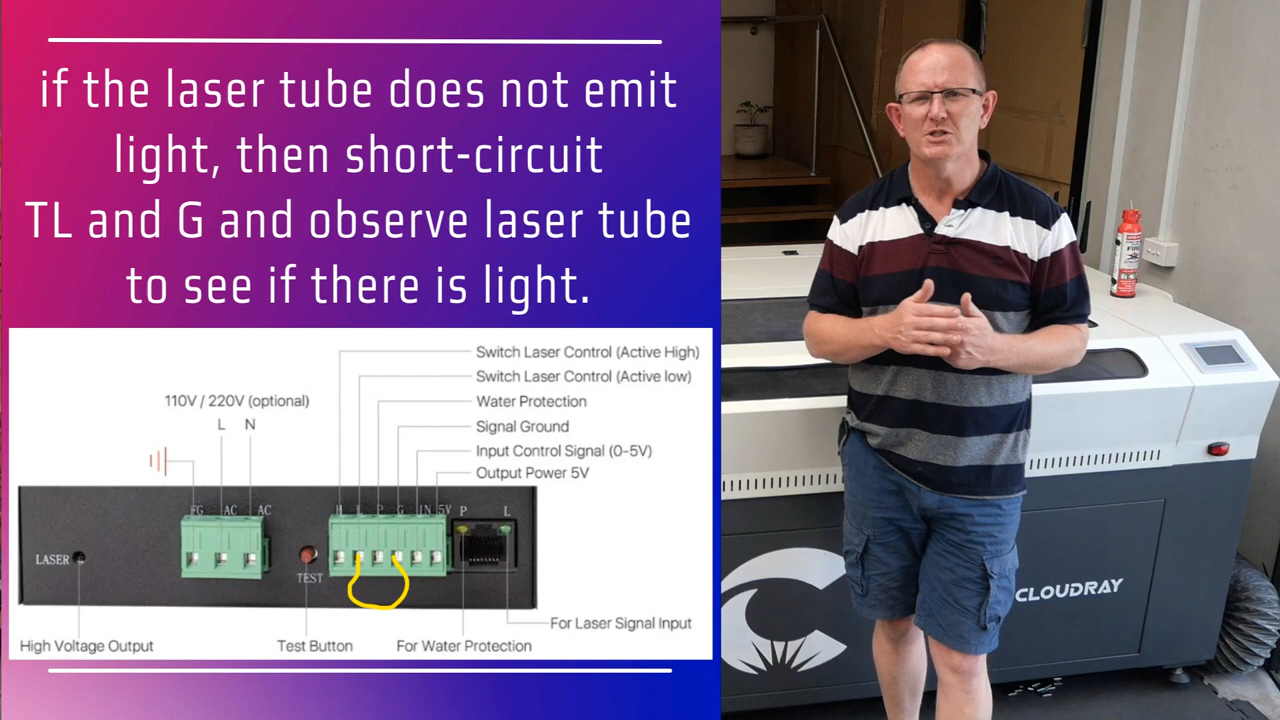 if the laser tube does not emit
light, then short-circuit
TL and G and observe laser tube
to see if there is light.
Switch Laser Control (Active High)
Switch Laser Control (Active low)
110V / 220V (optional)
Water Protection
L N
Signal Ground
Input Control Signal (0-5V)
Output Power 5V
FG AC AC
H L P G IN 5V
P L
LASER
TEST
For Laser Signal Input
High Voltage Output
Test Button
For Water Protection
CLOUDRAY